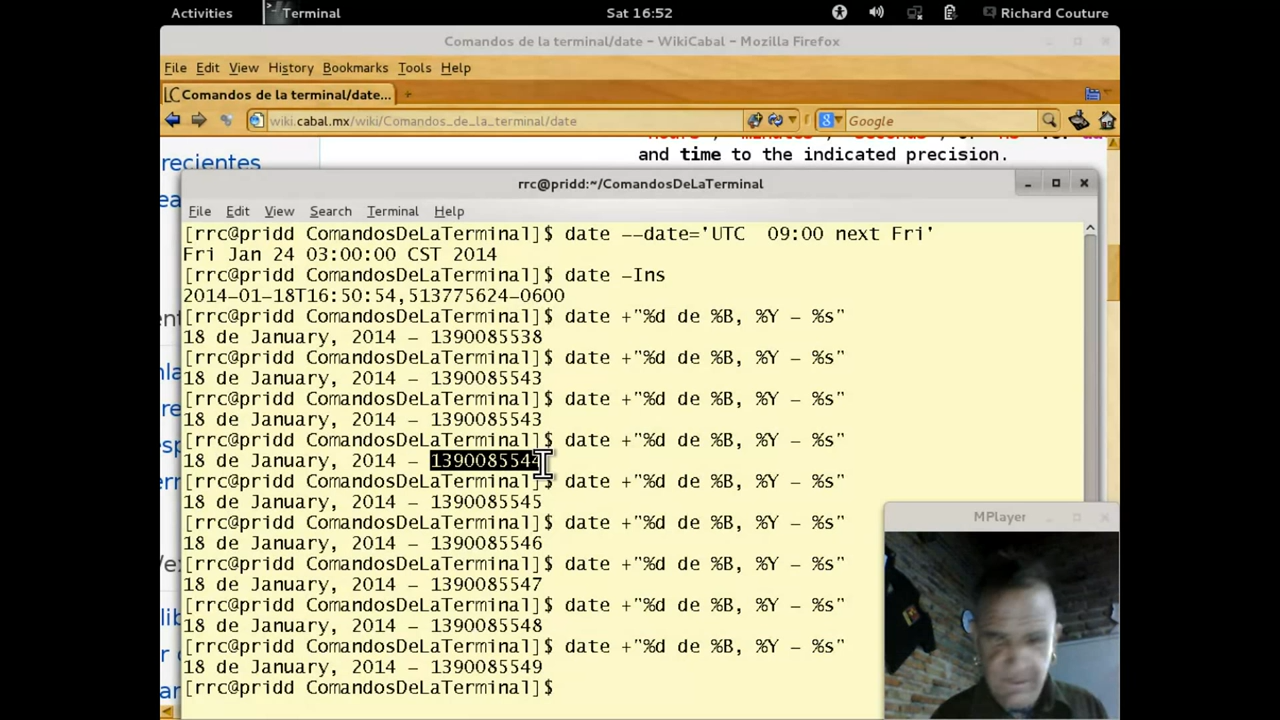 Activities Terminal Sat 16:52 Richard Couture
Comandos de la terminal/date – WikiCabal – Mozilla Firefox
File Edit View History Bookmarks Tools Help
Comandos de la terminal/date... +
wiki.cabal.mx/wiki/Comandos_de_la_terminal/date Google
recientes
and time to the indicated precision.
rrc@pridd:~/ComandosDeLaTerminal
File Edit View Search Terminal Help
[rrc@pridd ComandosDeLaTerminal]$ date --date='UTC  09:00 next Fri'
Fri Jan 24 03:00:00 CST 2014
[rrc@pridd ComandosDeLaTerminal]$ date -Ins
2014-01-18T16:50:54,513775624-0600
[rrc@pridd ComandosDeLaTerminal]$ date +"%d de %B, %Y - %s"
18 de January, 2014 - 1390085538
[rrc@pridd ComandosDeLaTerminal]$ date +"%d de %B, %Y - %s"
18 de January, 2014 - 1390085543
[rrc@pridd ComandosDeLaTerminal]$ date +"%d de %B, %Y - %s"
18 de January, 2014 - 1390085543
[rrc@pridd ComandosDeLaTerminal]$ date +"%d de %B, %Y - %s"
18 de January, 2014 - 1390085544
[rrc@pridd ComandosDeLaTerminal]$ date +"%d de %B, %Y - %s"
18 de January, 2014 - 1390085545
[rrc@pridd ComandosDeLaTerminal]$ date +"%d de %B, %Y - %s"
18 de January, 2014 - 1390085546
[rrc@pridd ComandosDeLaTerminal]$ date +"%d de %B, %Y - %s"
18 de January, 2014 - 1390085547
[rrc@pridd ComandosDeLaTerminal]$ date +"%d de %B, %Y - %s"
18 de January, 2014 - 1390085548
[rrc@pridd ComandosDeLaTerminal]$ date +"%d de %B, %Y - %s"
18 de January, 2014 - 1390085549
[rrc@pridd ComandosDeLaTerminal]$
MPlayer